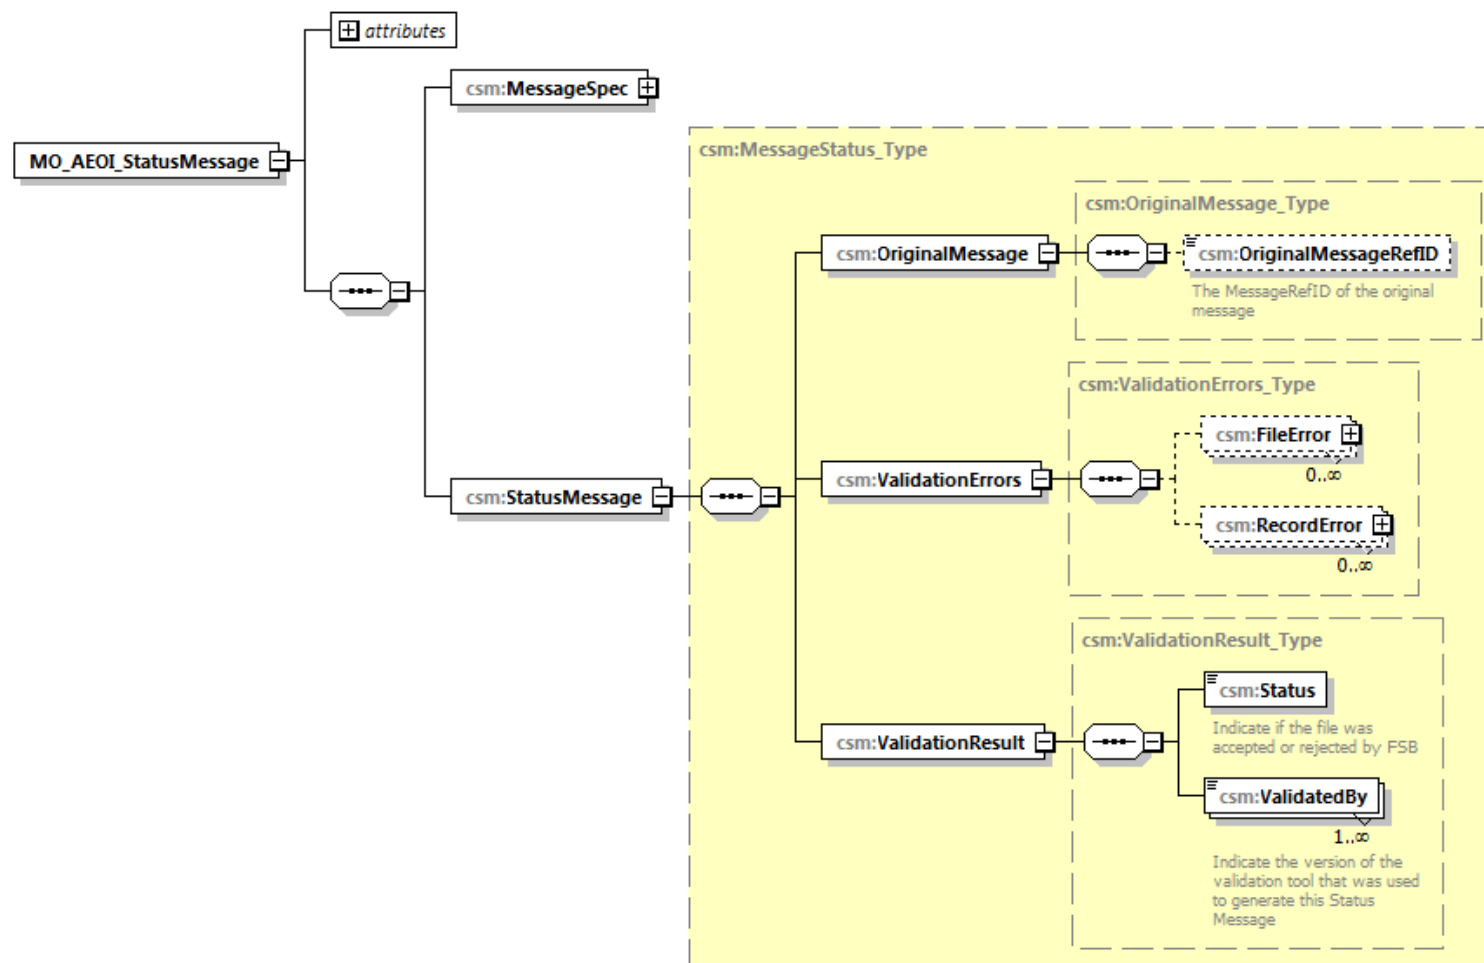 attributes
csm:MessageSpec
MO_AEOI_StatusMessage
csm:MessageStatus_Type
csm:OriginalMessage_Type
csm:OriginalMessage
csm:OriginalMessageRefID
The MessageRefID of the original
message
csm:ValidationErrors_Type
csm:FileError
0..∞
csm:ValidationErrors
csm:StatusMessage
csm:RecordError
0..∞
csm:ValidationResult_Type
csm:Status
Indicate if the file was
accepted or rejected by FSB
csm:ValidationResult
csm:ValidatedBy
1..∞
Indicate the version of the
validation tool that was used
to generate this Status
Message